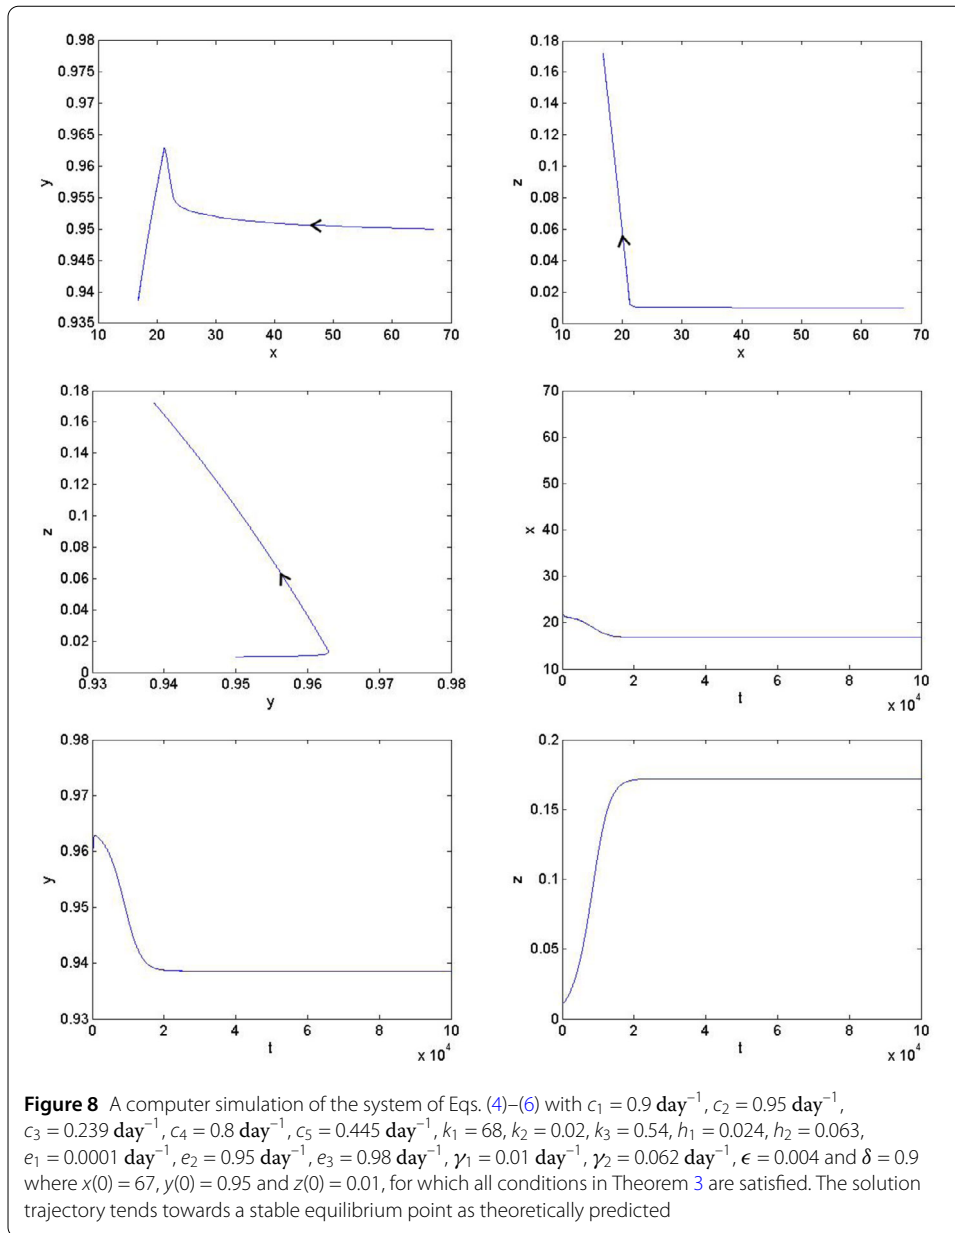 0.98
0.975
0.97
0.965
0.96
0.955
0.95
0.945
0.94
0.935
y
10 20 30 40 50 60 70
x
0.18
0.16
0.14
0.12
0.1
0.08
0.06
0.04
0.02
0
z
10 20 30 40 50 60 70
x
0.18
0.16
0.14
0.12
0.1
0.08
0.06
0.04
0.02
0
z
0.93 0.94 0.95 0.96 0.97 0.98
y
70
60
50
40
30
20
10
x
0 2 4 6 8 10
t
x 10⁴
0.98
0.97
0.96
0.95
0.94
0.93
y
0 2 4 6 8 10
t
x 10⁴
0.2
0.15
0.1
0.05
0
z
0 2 4 6 8 10
t
x 10⁴
Figure 8 A computer simulation of the system of Eqs. (4)–(6) with c₁ = 0.9 day⁻¹, c₂ = 0.95 day⁻¹,
c₃ = 0.239 day⁻¹, c₄ = 0.8 day⁻¹, c₅ = 0.445 day⁻¹, k₁ = 68, k₂ = 0.02, k₃ = 0.54, h₁ = 0.024, h₂ = 0.063,
e₁ = 0.0001 day⁻¹, e₂ = 0.95 day⁻¹, e₃ = 0.98 day⁻¹, γ₁ = 0.01 day⁻¹, γ₂ = 0.062 day⁻¹, ϵ = 0.004 and δ = 0.9
where x(0) = 67, y(0) = 0.95 and z(0) = 0.01, for which all conditions in Theorem 3 are satisfied. The solution
trajectory tends towards a stable equilibrium point as theoretically predicted